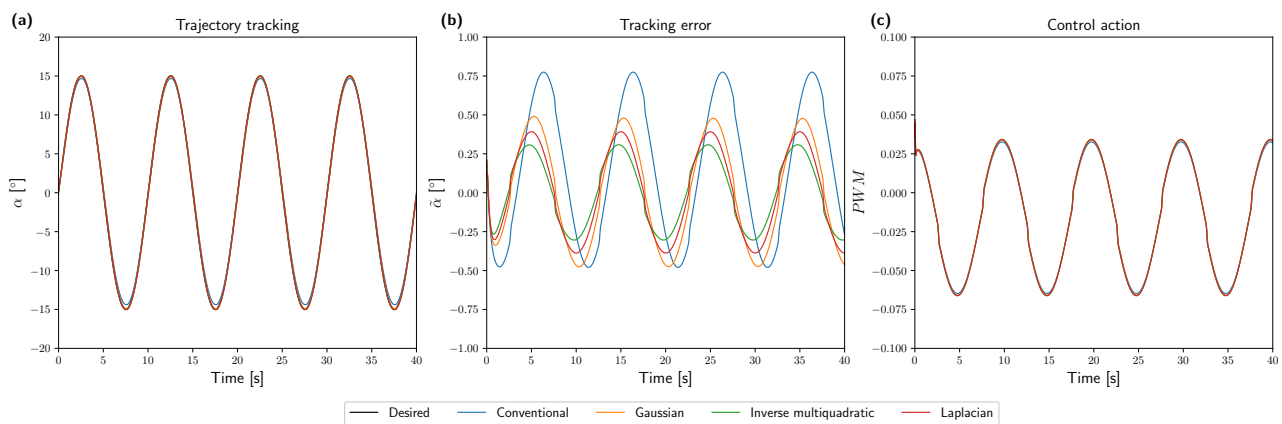 (a)
Trajectory tracking
20
15
10
5
0
−5
−10
−15
−20
α [°]
0 5 10 15 20 25 30 35 40
Time [s]
(b)
Tracking error
1.00
0.75
0.50
0.25
0.00
−0.25
−0.50
−0.75
−1.00
α̃ [°]
0 5 10 15 20 25 30 35 40
Time [s]
(c)
Control action
0.100
0.075
0.050
0.025
0.000
−0.025
−0.050
−0.075
−0.100
PWM
0 5 10 15 20 25 30 35 40
Time [s]
Desired Conventional Gaussian Inverse multiquadratic Laplacian